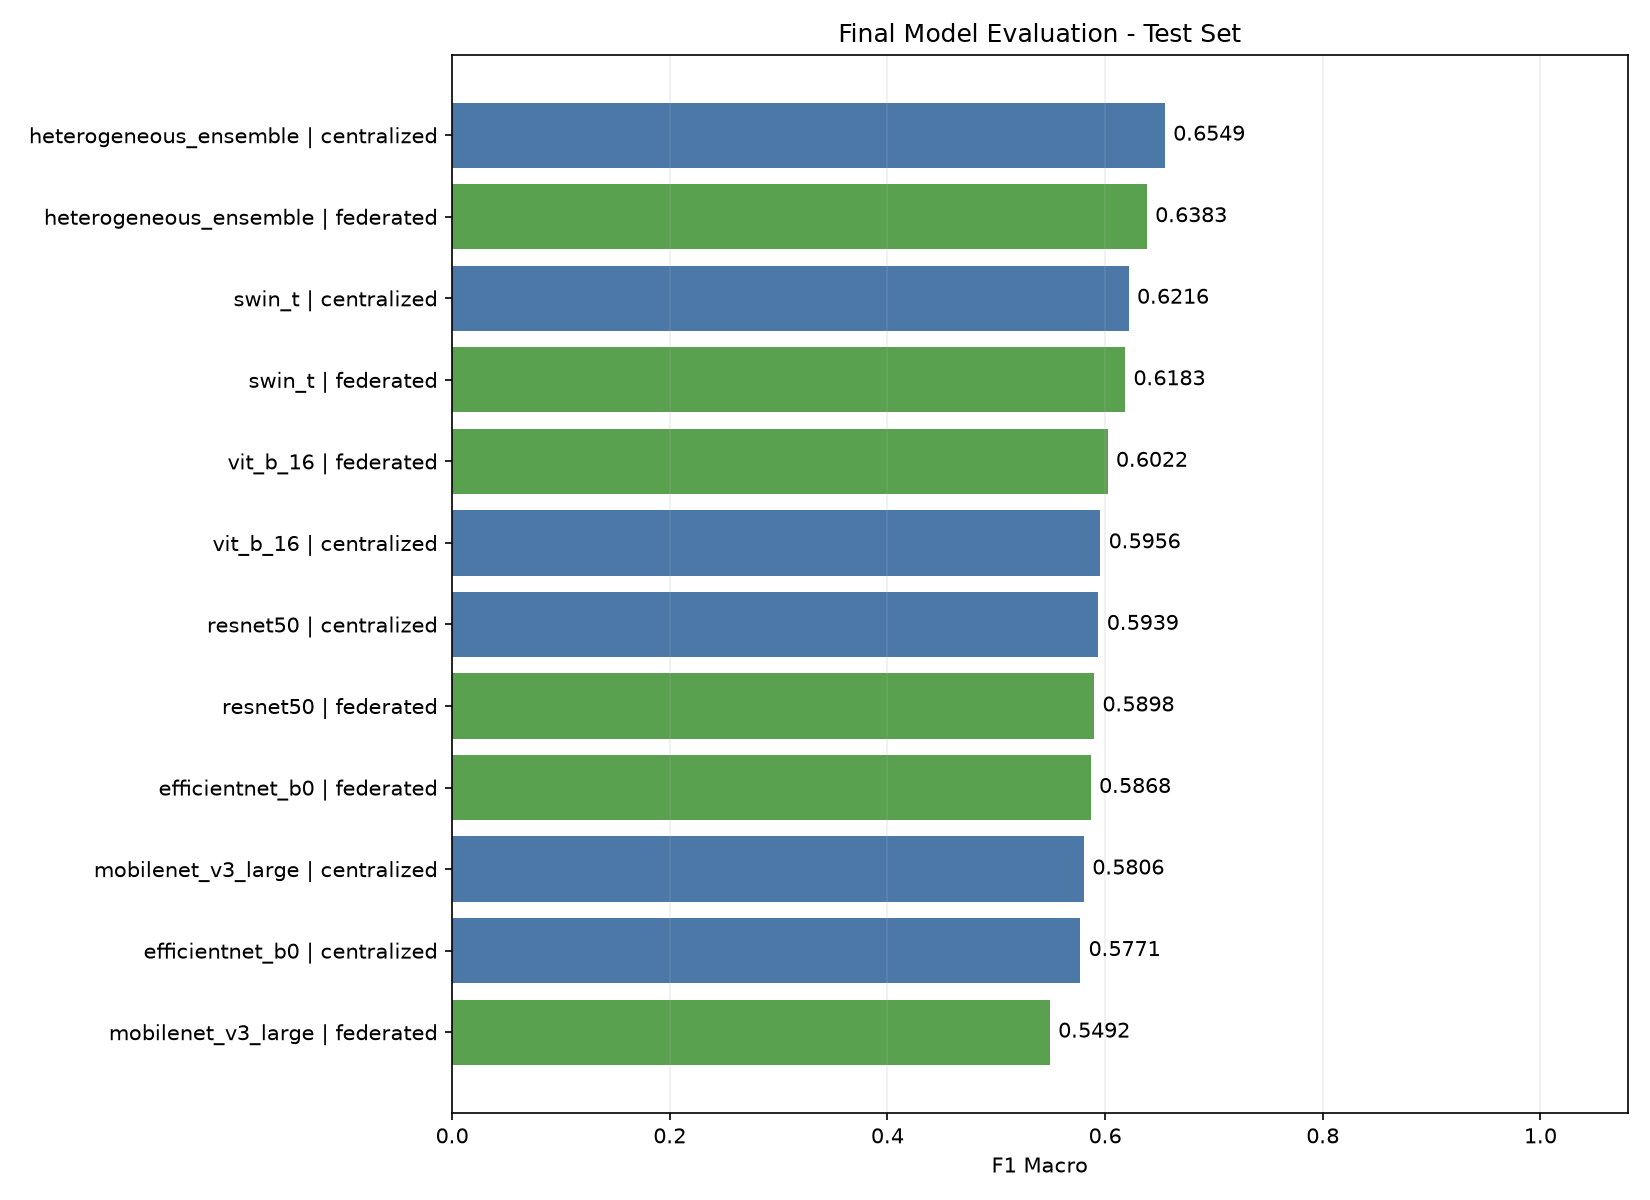 Final Model Evaluation - Test Set
heterogeneous_ensemble | centralized
0.6549
heterogeneous_ensemble | federated
0.6383
swin_t | centralized
0.6216
swin_t | federated
0.6183
vit_b_16 | federated
0.6022
vit_b_16 | centralized
0.5956
resnet50 | centralized
0.5939
resnet50 | federated
0.5898
efficientnet_b0 | federated
0.5868
mobilenet_v3_large | centralized
0.5806
efficientnet_b0 | centralized
0.5771
mobilenet_v3_large | federated
0.5492
0.0 0.2 0.4 0.6 0.8 1.0
F1 Macro